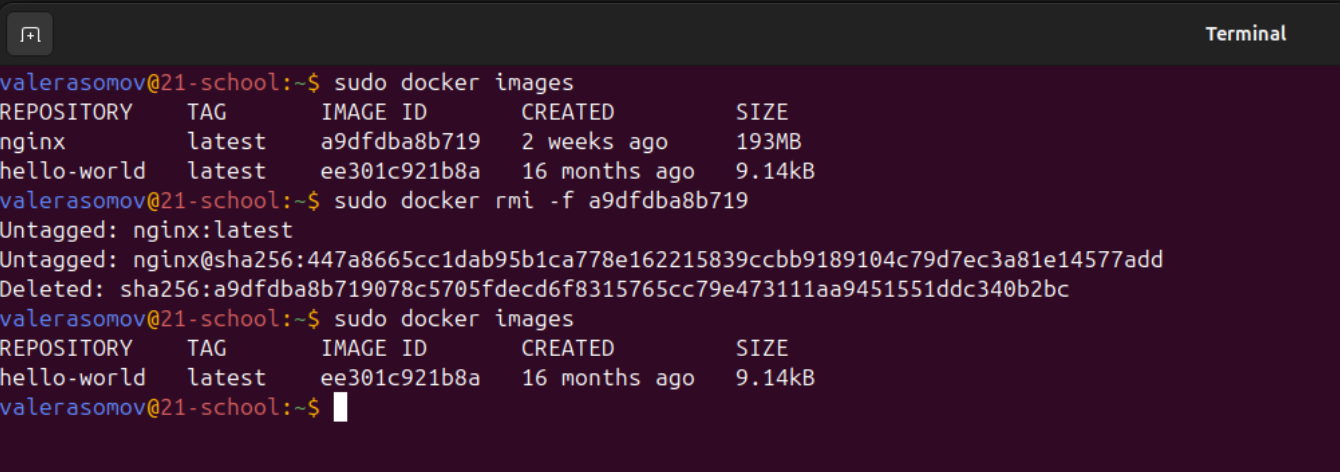 Terminal
valerasomov@21-school:~$ sudo docker images
REPOSITORY    TAG       IMAGE ID       CREATED         SIZE
nginx         latest    a9dfdba8b719   2 weeks ago     193MB
hello-world   latest    ee301c921b8a   16 months ago   9.14kB
valerasomov@21-school:~$ sudo docker rmi -f a9dfdba8b719
Untagged: nginx:latest
Untagged: nginx@sha256:447a8665cc1dab95b1ca778e162215839ccbb9189104c79d7ec3a81e14577add
Deleted: sha256:a9dfdba8b719078c5705fdecd6f8315765cc79e473111aa9451551ddc340b2bc
valerasomov@21-school:~$ sudo docker images
REPOSITORY    TAG       IMAGE ID       CREATED         SIZE
hello-world   latest    ee301c921b8a   16 months ago   9.14kB
valerasomov@21-school:~$